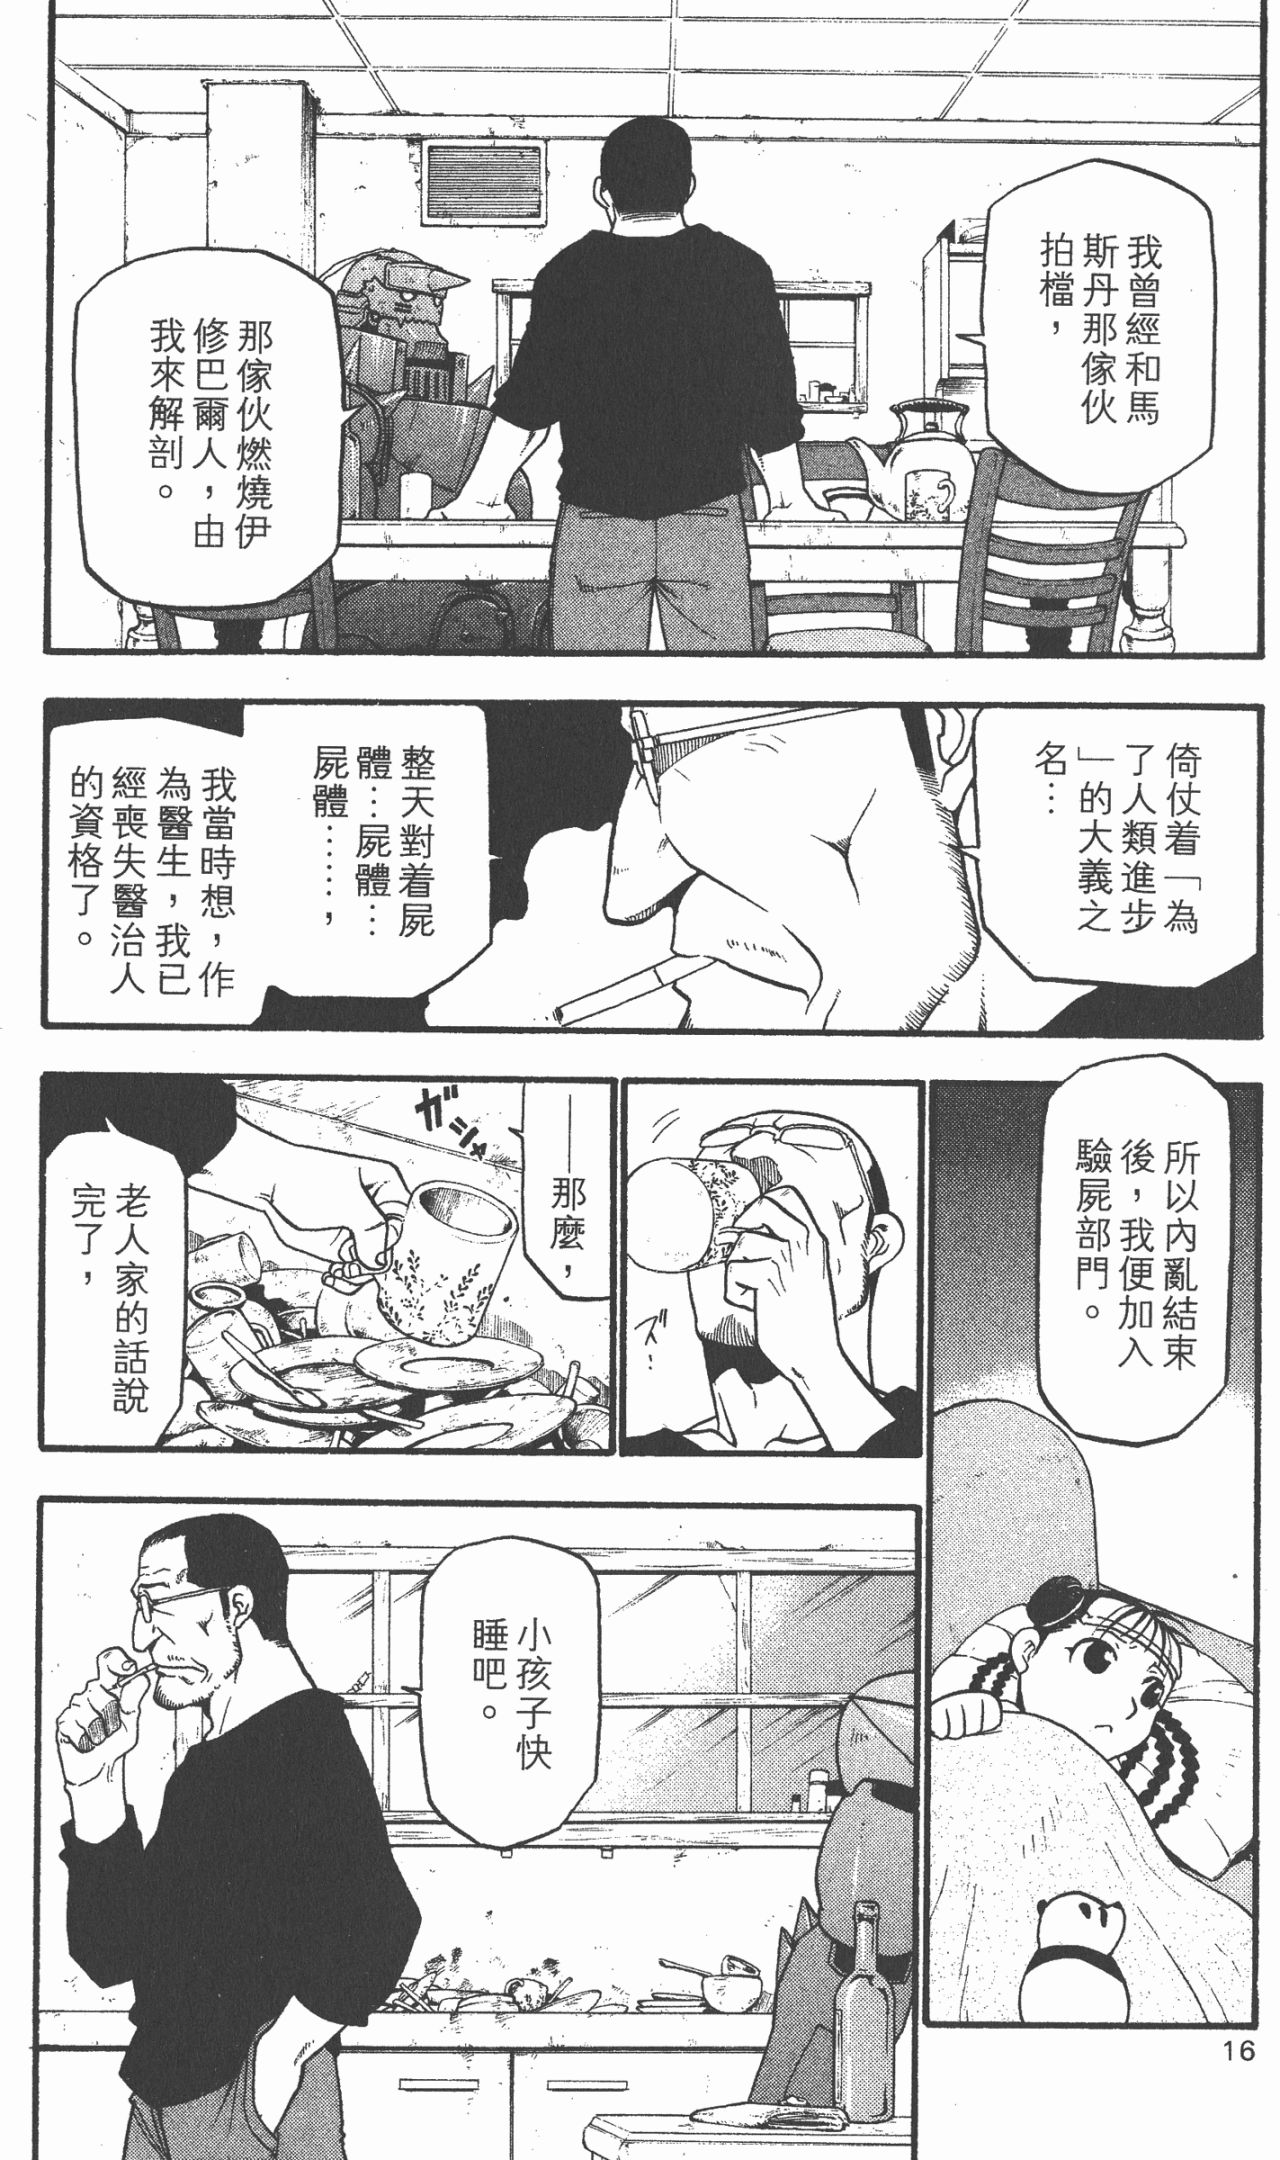 我曾經和馬
斯丹那傢伙
拍檔，
那傢伙燃燒伊
修巴爾人，由
我來解剖。
倚仗着「為
了人類進步
」的大義之
名…
整天對着屍
體…屍體…
屍體………，
我當時想，作
為醫生，我已
經喪失醫治人
的資格了。
所以內亂結束
後，我便加入
驗屍部門。
ズ…
──那麼，
ガシャ
老人家的話說
完了，
小孩子快
睡吧。
16